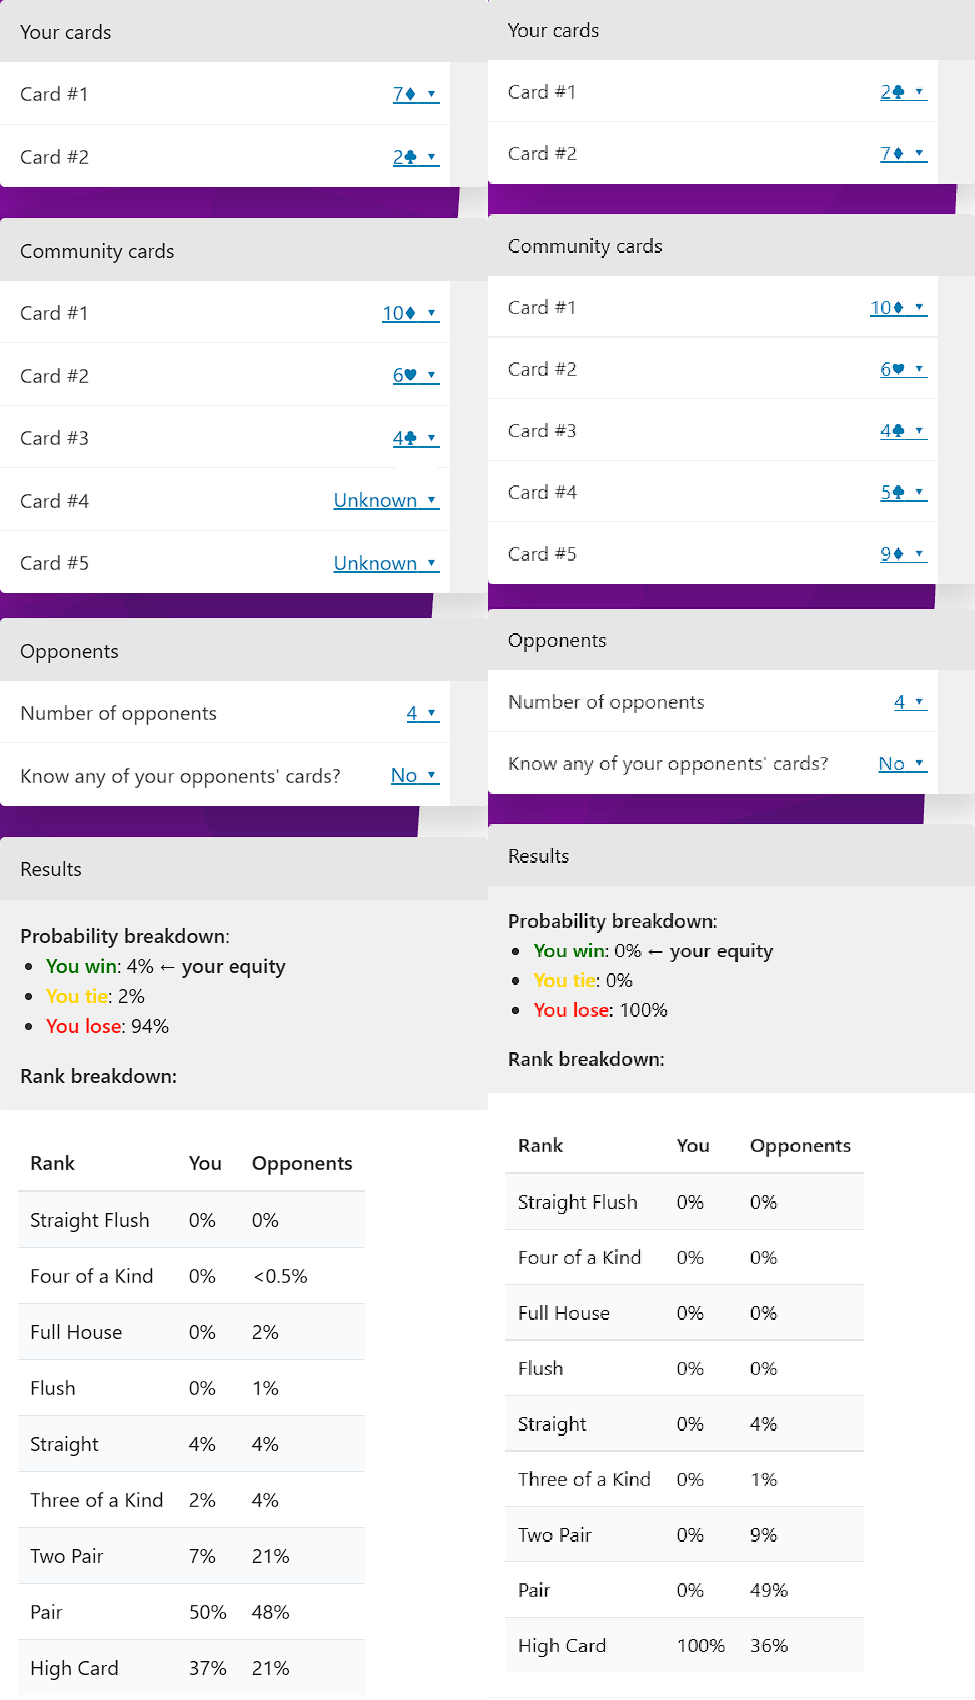 Your cards
Card #1 7♦ ▼
Card #2 2♣ ▼
Community cards
Card #1 10♦ ▼
Card #2 6♥ ▼
Card #3 4♣ ▼
Card #4 Unknown ▼
Card #5 Unknown ▼
Opponents
Number of opponents 4 ▼
Know any of your opponents' cards? No ▼
Results
Probability breakdown:
• You win: 4% ← your equity
• You tie: 2%
• You lose: 94%
Rank breakdown:
Rank You Opponents
Straight Flush 0% 0%
Four of a Kind 0% <0.5%
Full House 0% 2%
Flush 0% 1%
Straight 4% 4%
Three of a Kind 2% 4%
Two Pair 7% 21%
Pair 50% 48%
High Card 37% 21%
Your cards
Card #1 2♣ ▼
Card #2 7♦ ▼
Community cards
Card #1 10♦ ▼
Card #2 6♥ ▼
Card #3 4♣ ▼
Card #4 5♣ ▼
Card #5 9♦ ▼
Opponents
Number of opponents 4 ▼
Know any of your opponents' cards? No ▼
Results
Probability breakdown:
• You win: 0% ← your equity
• You tie: 0%
• You lose: 100%
Rank breakdown:
Rank You Opponents
Straight Flush 0% 0%
Four of a Kind 0% 0%
Full House 0% 0%
Flush 0% 0%
Straight 0% 4%
Three of a Kind 0% 1%
Two Pair 0% 9%
Pair 0% 49%
High Card 100% 36%